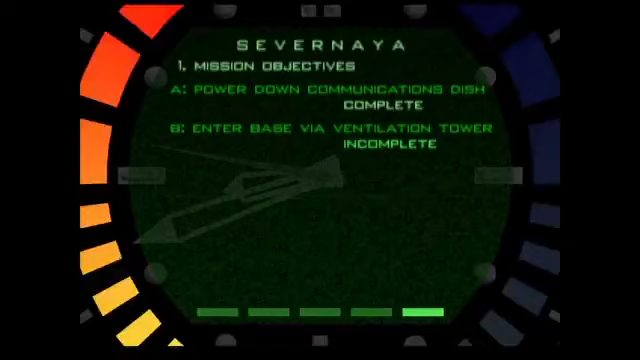 SEVERNAYA
1. MISSION OBJECTIVES
A: POWER DOWN COMMUNICATIONS DISH
COMPLETE
B: ENTER BASE VIA VENTILATION TOWER
INCOMPLETE